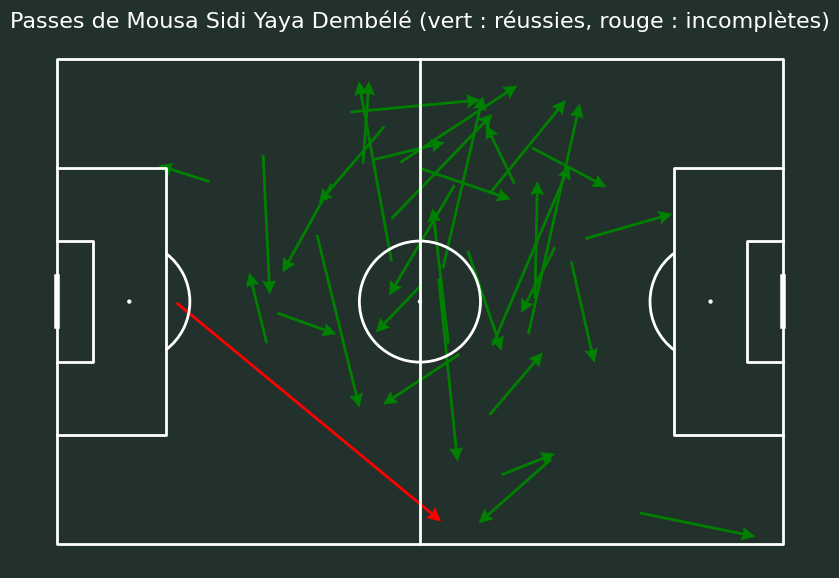 Passes de Mousa Sidi Yaya Dembélé (vert : réussies, rouge : incomplètes)